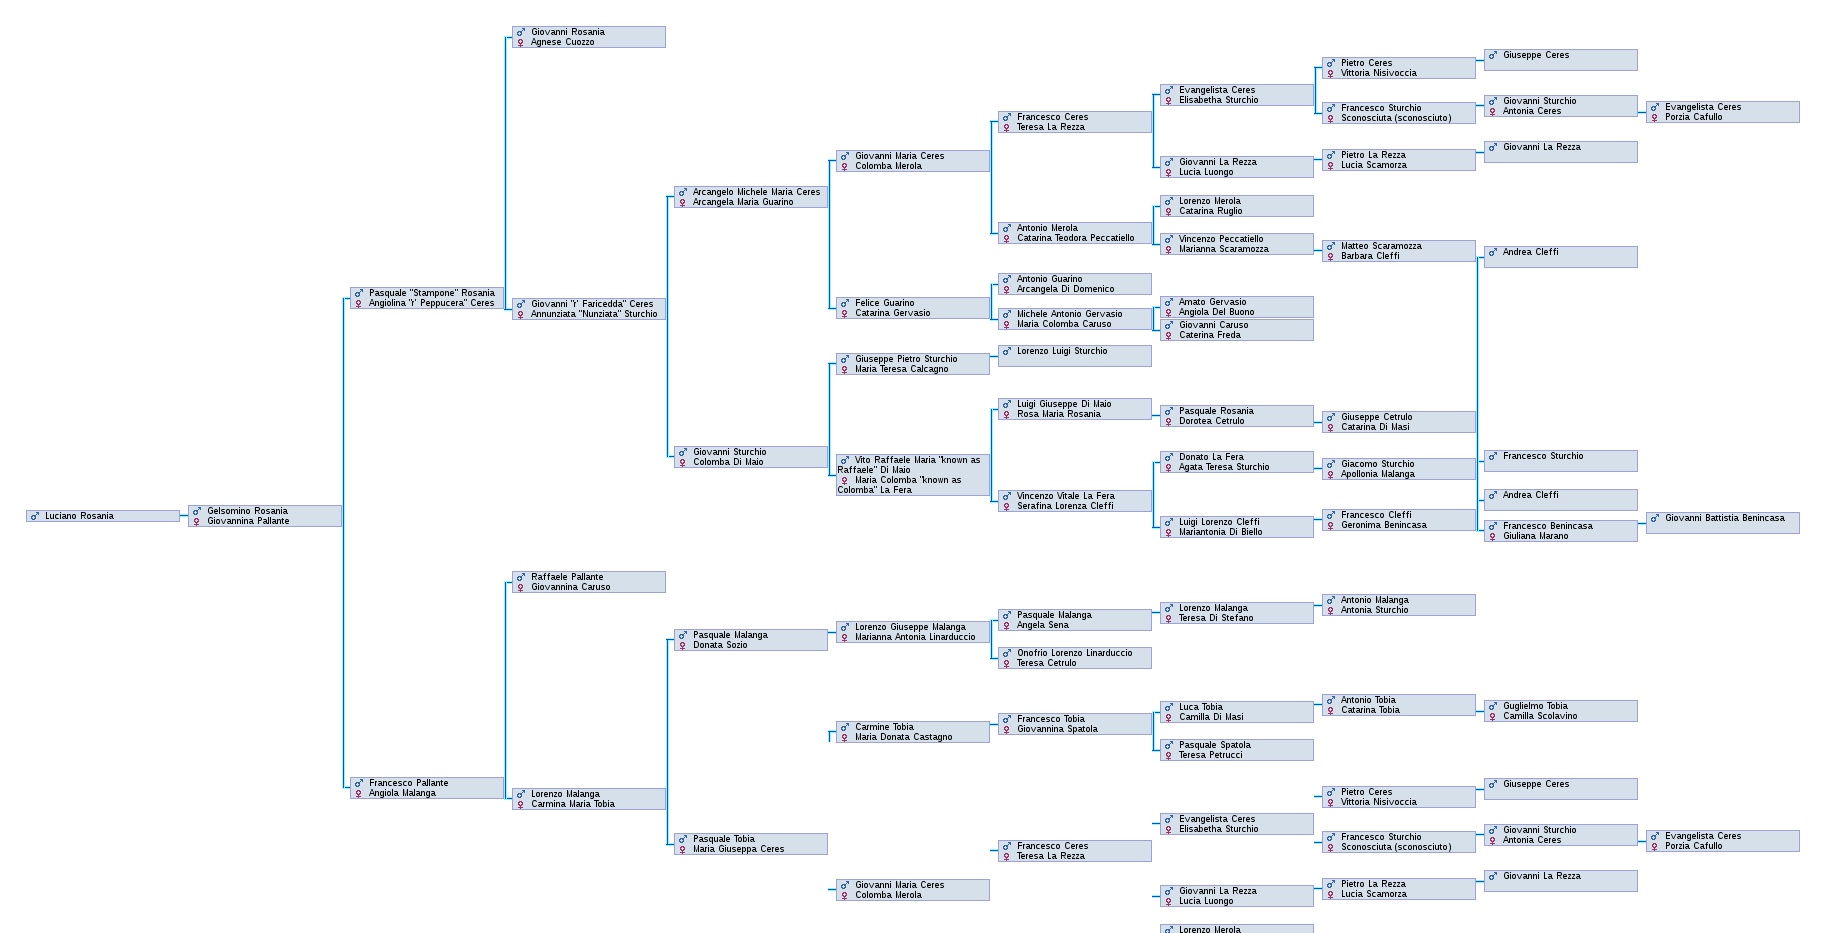 Luciano Rosania
Gelsomino Rosania
Giovannina Pallante
Pasquale "Stampone" Rosania
Angiolina "r' Peppucera" Ceres
Francesco Pallante
Angiola Malanga
Giovanni Rosania
Agnese Cuozzo
Giovanni "r' Faricedda" Ceres
Annunziata "Nunziata" Sturchio
Raffaele Pallante
Giovannina Caruso
Lorenzo Malanga
Carmina Maria Tobia
Arcangelo Michele Maria Ceres
Arcangela Maria Guarino
Giovanni Sturchio
Colomba Di Maio
Pasquale Malanga
Donata Sozio
Pasquale Tobia
Maria Giuseppa Ceres
Giovanni Maria Ceres
Colomba Merola
Felice Guarino
Catarina Gervasio
Giuseppe Pietro Sturchio
Maria Teresa Calcagno
Vito Raffaele Maria "known as
Raffaele" Di Maio
Maria Colomba "known as
Colomba" La Fera
Lorenzo Giuseppe Malanga
Marianna Antonia Linarduccio
Carmine Tobia
Maria Donata Castagno
Giovanni Maria Ceres
Colomba Merola
Francesco Ceres
Teresa La Rezza
Antonio Merola
Catarina Teodora Peccatiello
Antonio Guarino
Arcangela Di Domenico
Michele Antonio Gervasio
Maria Colomba Caruso
Lorenzo Luigi Sturchio
Luigi Giuseppe Di Maio
Rosa Maria Rosania
Vincenzo Vitale La Fera
Serafina Lorenza Cleffi
Pasquale Malanga
Angela Sena
Onofrio Lorenzo Linarduccio
Teresa Cetrulo
Francesco Tobia
Giovannina Spatola
Francesco Ceres
Teresa La Rezza
Evangelista Ceres
Elisabetha Sturchio
Giovanni La Rezza
Lucia Luongo
Lorenzo Merola
Catarina Ruglio
Vincenzo Peccatiello
Marianna Scaramozza
Amato Gervasio
Angiola Del Buono
Giovanni Caruso
Caterina Freda
Pasquale Rosania
Dorotea Cetrulo
Donato La Fera
Agata Teresa Sturchio
Luigi Lorenzo Cleffi
Mariantonia Di Biello
Lorenzo Malanga
Teresa Di Stefano
Luca Tobia
Camilla Di Masi
Pasquale Spatola
Teresa Petrucci
Evangelista Ceres
Elisabetha Sturchio
Giovanni La Rezza
Lucia Luongo
Lorenzo Merola
Pietro Ceres
Vittoria Nisivoccia
Francesco Sturchio
Sconosciuta (sconosciuto)
Pietro La Rezza
Lucia Scamorza
Matteo Scaramozza
Barbara Cleffi
Giuseppe Cetrulo
Catarina Di Masi
Giacomo Sturchio
Apollonia Malanga
Francesco Cleffi
Geronima Benincasa
Antonio Malanga
Antonia Sturchio
Antonio Tobia
Catarina Tobia
Pietro Ceres
Vittoria Nisivoccia
Francesco Sturchio
Sconosciuta (sconosciuto)
Pietro La Rezza
Lucia Scamorza
Giuseppe Ceres
Giovanni Sturchio
Antonia Ceres
Giovanni La Rezza
Andrea Cleffi
Francesco Sturchio
Andrea Cleffi
Francesco Benincasa
Giuliana Marano
Guglielmo Tobia
Camilla Scolavino
Giuseppe Ceres
Giovanni Sturchio
Antonia Ceres
Giovanni La Rezza
Evangelista Ceres
Porzia Cafullo
Giovanni Battistia Benincasa
Evangelista Ceres
Porzia Cafullo